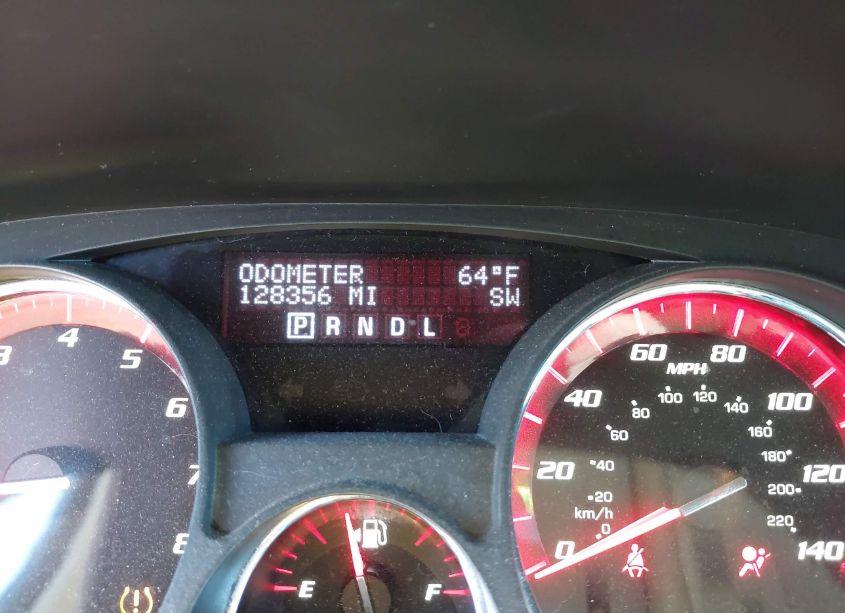 ODOMETER 64°F
128356 MI SW
P R N D L
3 4 5 6 7 8
E F
0 20 40 60 80 100 120 140
MPH
0 20 40 60 80 100 120 140 160 180 200 220
km/h